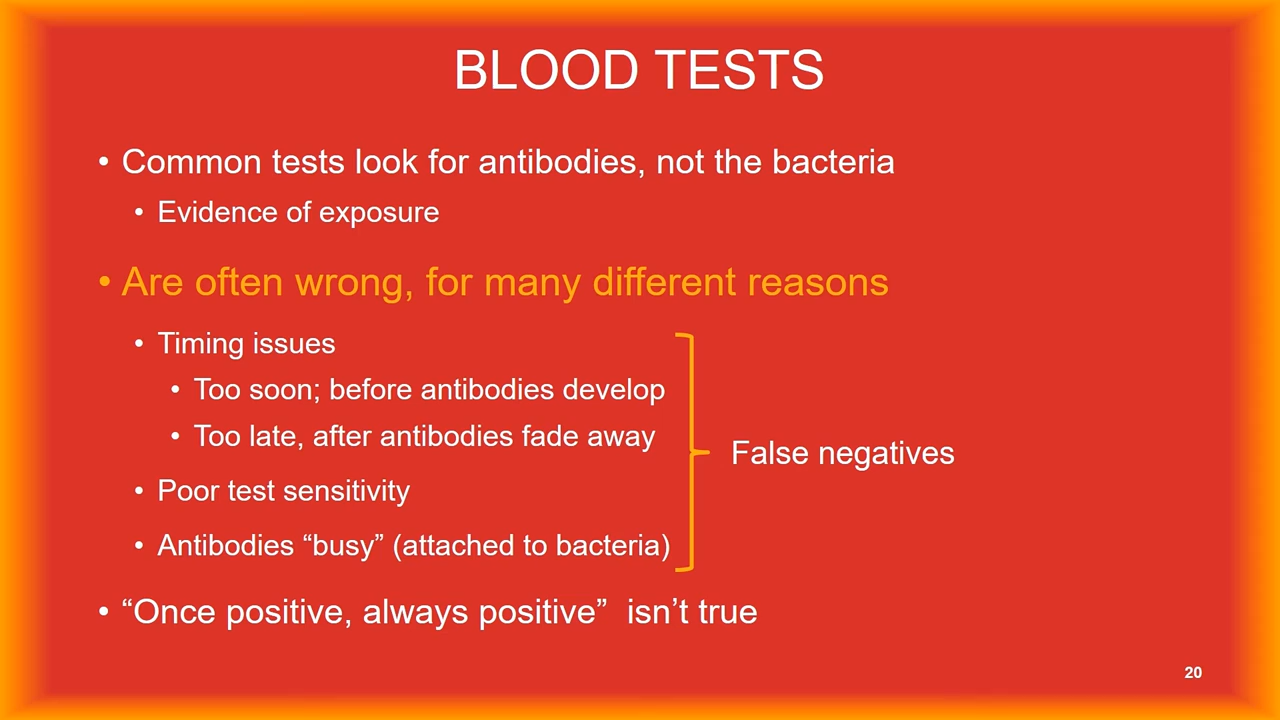 BLOOD TESTS
• Common tests look for antibodies, not the bacteria
• Evidence of exposure
• Are often wrong, for many different reasons
• Timing issues
• Too soon; before antibodies develop
• Too late, after antibodies fade away
• Poor test sensitivity
• Antibodies “busy” (attached to bacteria)
False negatives
• “Once positive, always positive”  isn’t true
20